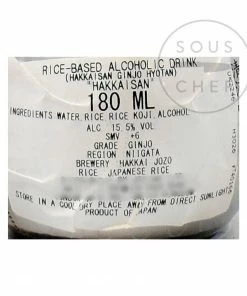 SOUS
CHEF
RICE-BASED ALCOHOLIC DRINK
(HAKKAISAN GINJO HYOTAN)
"HAKKAISAN"
180 ML
INGREDIENTS WATER, RICE, RICE KOJI, ALCOHOL
ALC 15.5% VOL
SMV +6
GRADE GINJO
REGION NIIGATA
BREWERY HAKKAI JOZO
RICE JAPANESE RICE
STORE IN A COOL DRY PLACE AWAY FROM DIRECT SUNLIGHTS
PRODUCT OF JAPAN